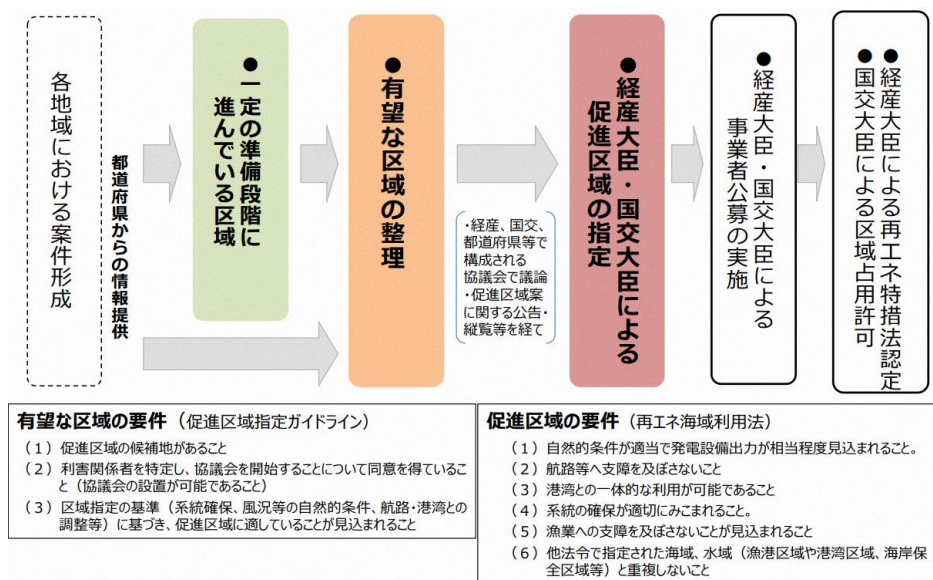 各地域における案件形成
都道府県からの情報提供
●一定の準備段階に
進んでいる区域
●有望な区域の整理
・経産、国交、
都道府県等で
構成される
協議会で議論
・促進区域案
に関する公告・
縦覧等を経て
●経産大臣・国交大臣による
促進区域の指定
●経産大臣・国交大臣による
事業者公募の実施
●経産大臣による再エネ特措法認定
●国交大臣による区域占用許可
有望な区域の要件（促進区域指定ガイドライン）
（１）促進区域の候補地があること
（２）利害関係者を特定し、協議会を開始することについて同意を得ているこ
と（協議会の設置が可能であること）
（３）区域指定の基準（系統確保、風況等の自然的条件、航路・港湾との
調整等）に基づき、促進区域に適していることが見込まれること
促進区域の要件（再エネ海域利用法）
（１）自然的条件が適当で発電設備出力が相当程度見込まれること。
（２）航路等へ支障を及ぼさないこと
（３）港湾との一体的な利用が可能であること
（４）系統の確保が適切にみこまれること。
（５）漁業への支障を及ぼさないことが見込まれること
（６）他法令で指定された海域、水域（漁港区域や港湾区域、海岸保
全区域等）と重複しないこと